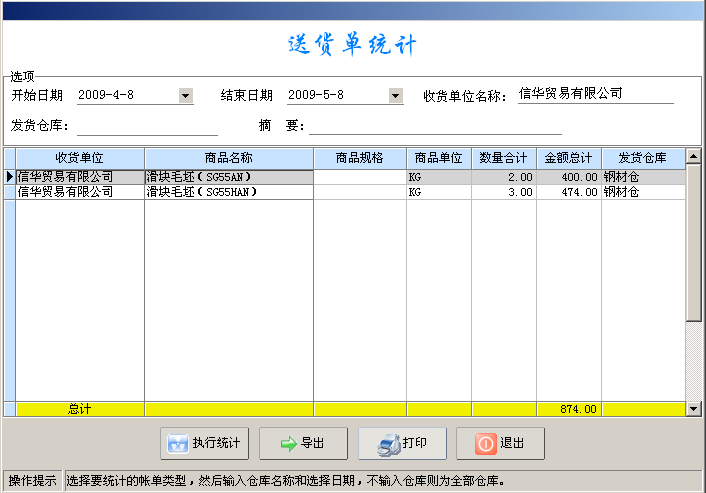 送货单统计
选项
开始日期 2009-4-8 结束日期 2009-5-8 收货单位名称: 信华贸易有限公司
发货仓库: 摘 要:
收货单位 商品名称 商品规格 商品单位 数量合计 金额总计 发货仓库
信华贸易有限公司 滑块毛坯(SG55AN) KG 2.00 400.00 钢材仓
信华贸易有限公司 滑块毛坯(SG55HAN) KG 3.00 474.00 钢材仓
总计 874.00
执行统计 导出 打印 退出
操作提示 选择要统计的帐单类型，然后输入仓库名称和选择日期，不输入仓库则为全部仓库。